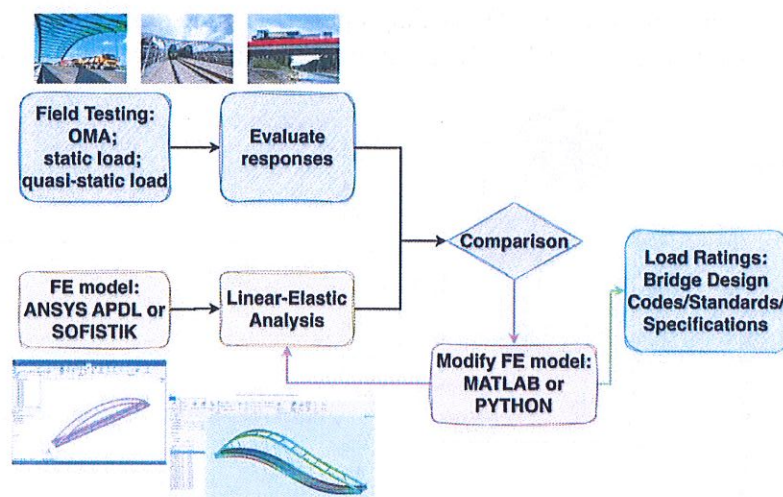 Field Testing:
OMA;
static load;
quasi-static load
Evaluate
responses
Comparison
Load Ratings:
Bridge Design
Codes/Standards/
Specifications
FE model:
ANSYS APDL or
SOFISTIK
Linear-Elastic
Analysis
Modify FE model:
MATLAB or
PYTHON